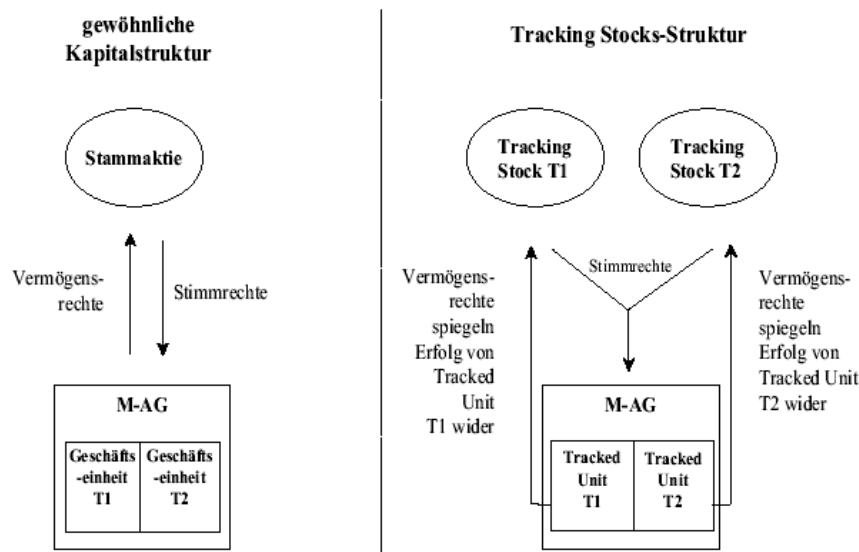 gewöhnliche
Kapitalstruktur
Stammaktie
Vermögens-
rechte
Stimmrechte
M-AG
Geschäfts
-einheit
T1
Geschäft
-einheit
T2
Tracking Stocks-Struktur
Tracking
Stock T1
Tracking
Stock T2
Stimmrechte
Vermögens-
rechte
spiegeln
Erfolg von
Tracked
Unit
T1 wider
Vermögens-
rechte
spiegeln
Erfolg von
Tracked Unit
T2 wider
M-AG
Tracked
Unit
T1
Tracked
Unit
T2